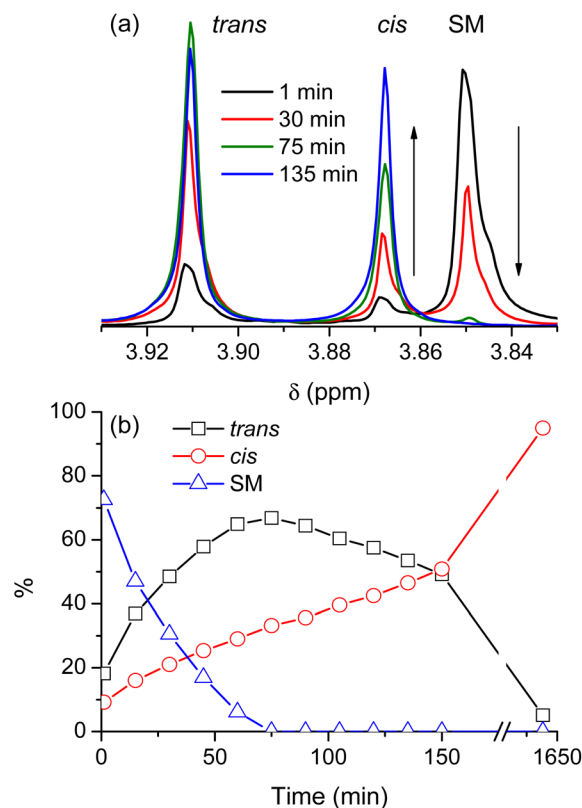 (a) trans cis SM
1 min
30 min
75 min
135 min
3.92 3.90 3.88 3.86 3.84
δ (ppm)
(b)
trans
cis
SM
100
80
60
40
20
0
%
0 50 100 150 1650
Time (min)